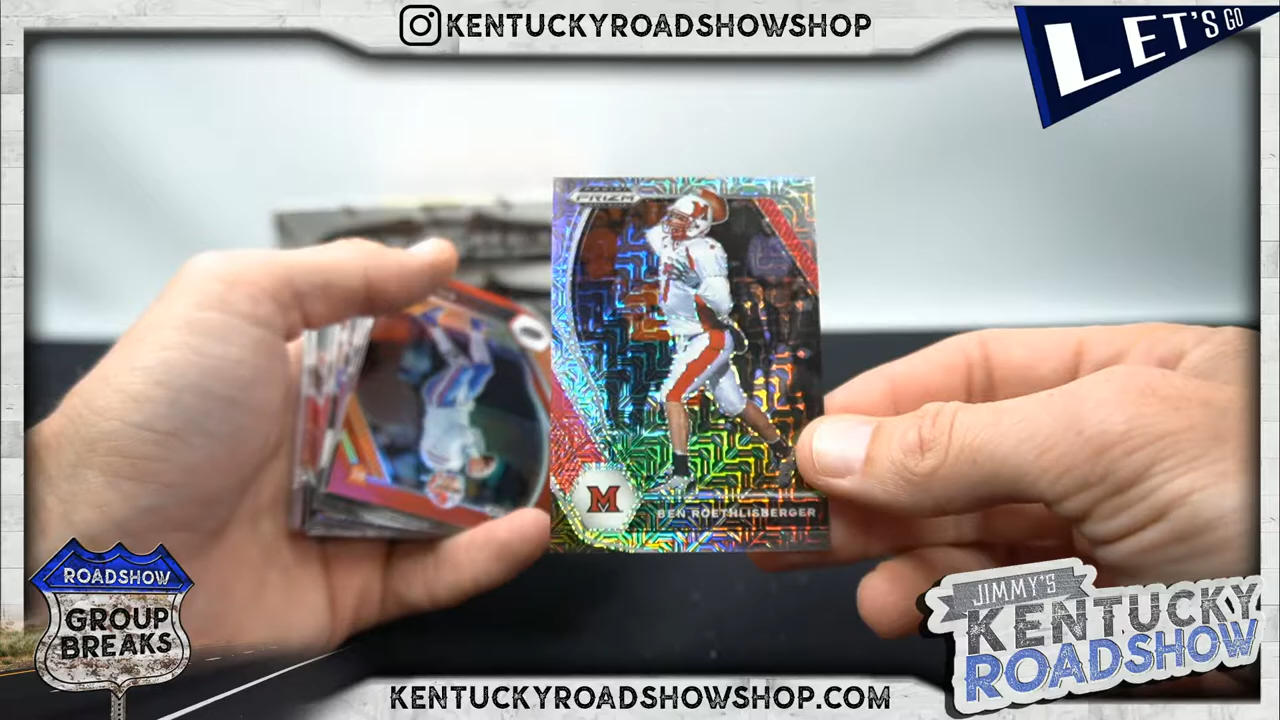 KENTUCKYROADSHOWSHOP
LET'S GO
PRIZM
M
M
BEN ROETHLISBERGER
ROADSHOW
GROUP
BREAKS
JIMMY'S
KENTUCKY
ROADSHOW
KENTUCKYROADSHOWSHOP.COM